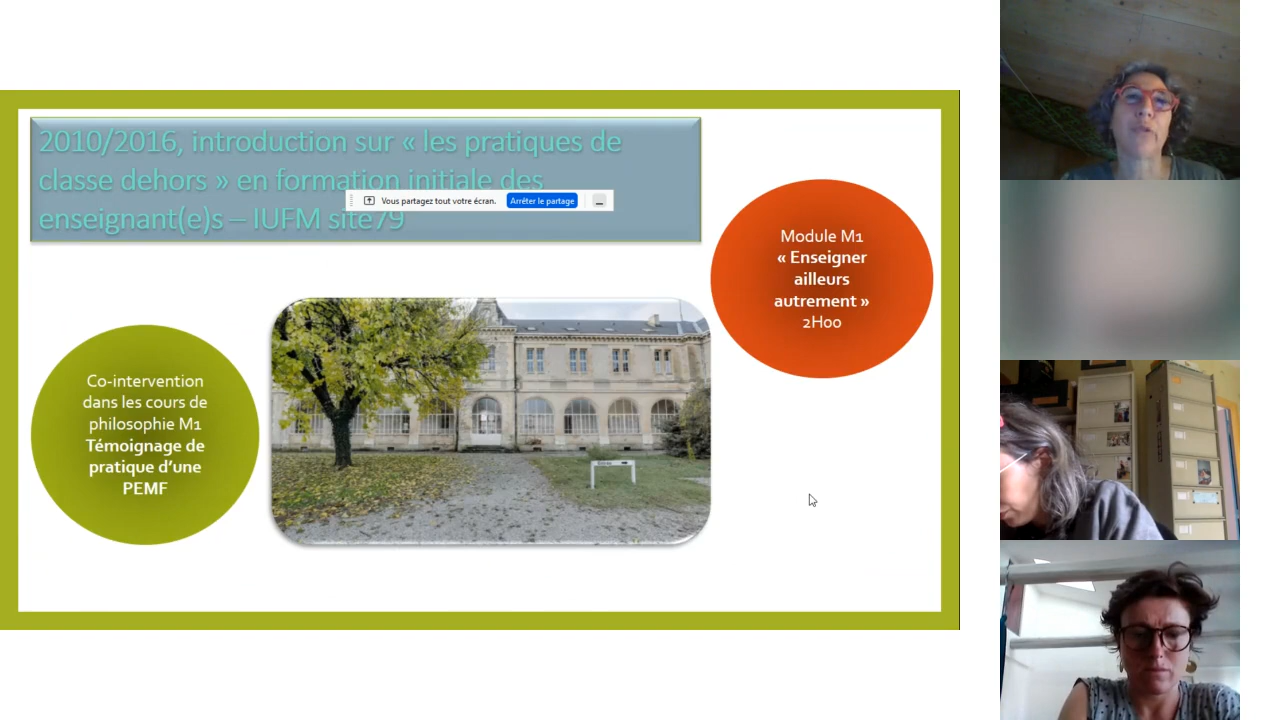 2010/2016, introduction sur « les pratiques de
classe dehors » en formation initiale des
enseignant(e)s – IUFM site79
Vous partagez tout votre écran.
Arrêter le partage
Module M1
« Enseigner
ailleurs
autrement »
2H00
Co-intervention
dans les cours de
philosophie M1
Témoignage de
pratique d’une
PEMF